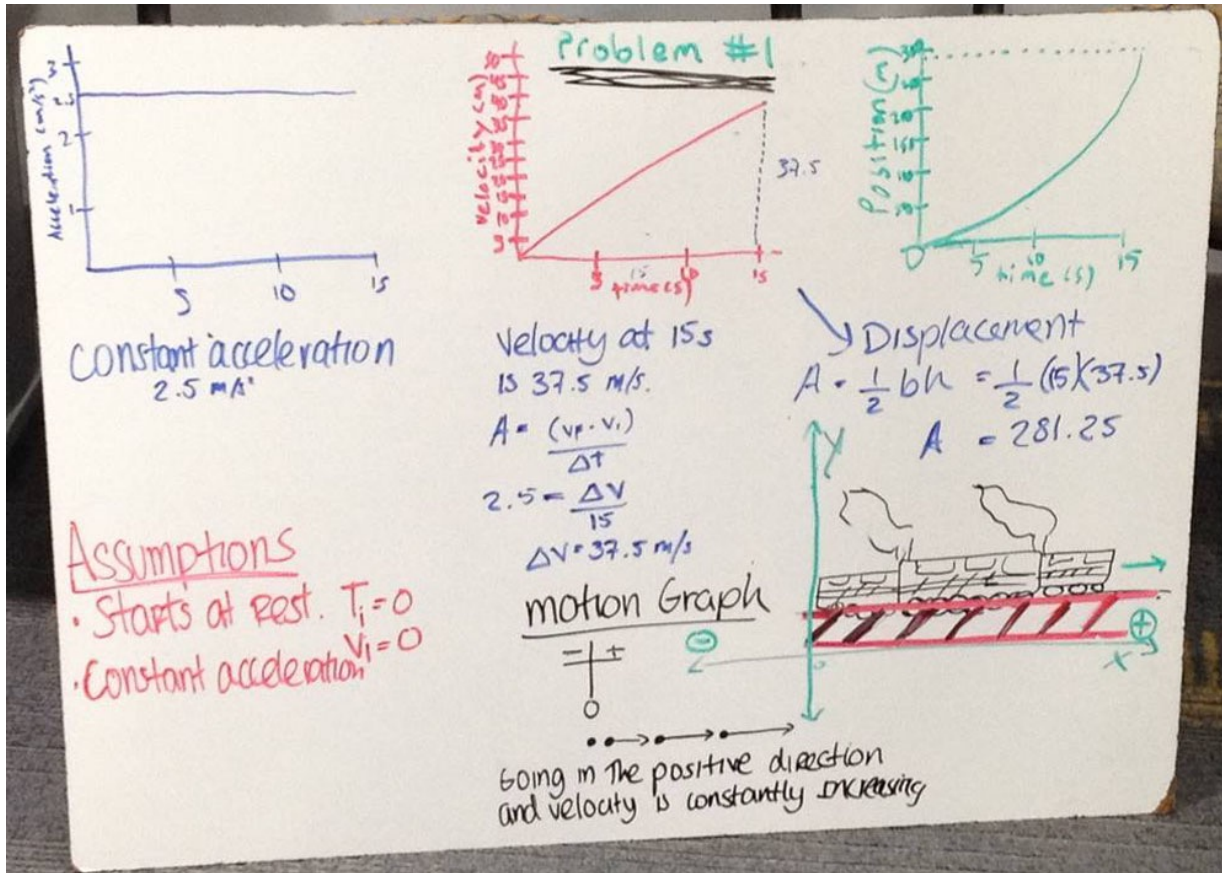 Problem #1
Acceleration (m/s²)
2
1
5
10
15
constant acceleration
2.5 m/s²
Velocity (m)
37.5
5
10
15
time (s)
Velocity at 15s
is 37.5 m/s.
A = (vF - Vi)
Δt
2.5 = ΔV
15
ΔV = 37.5 m/s
Position (m)
0
5
10
15
time (s)
Displacement
A = 1/2 bh = 1/2 (15)(37.5)
A = 281.25
Y
X
Assumptions
• Starts at Rest. Ti = 0
Vi = 0
• Constant acceleration
motion Graph
- +
Going in The positive direction
and velocity is constantly increasing